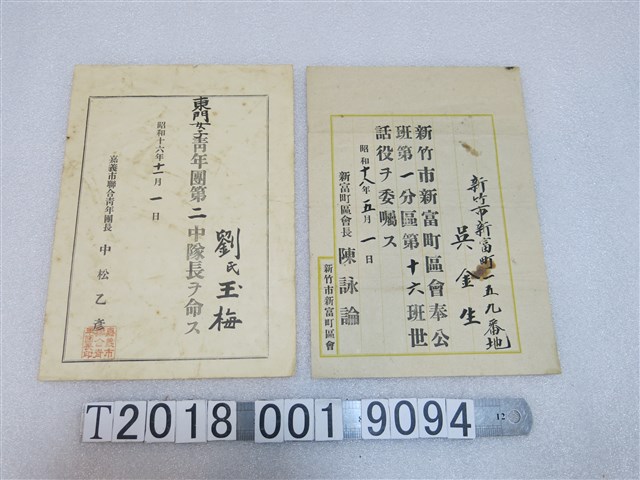 劉氏玉梅
東門女子青年團第二中隊長ヲ命ス
昭和十六年十一月一日
嘉義市聯合青年團長 中松乙彦
新竹市新富町一五九番地
吳金生
新竹市新富町區會奉公
班第一分區第十六班世
話役ヲ委囑ス
昭和十八年五月一日
新富町區會長 陳詠論
新竹市新富町區會
T2018 001 9094
12